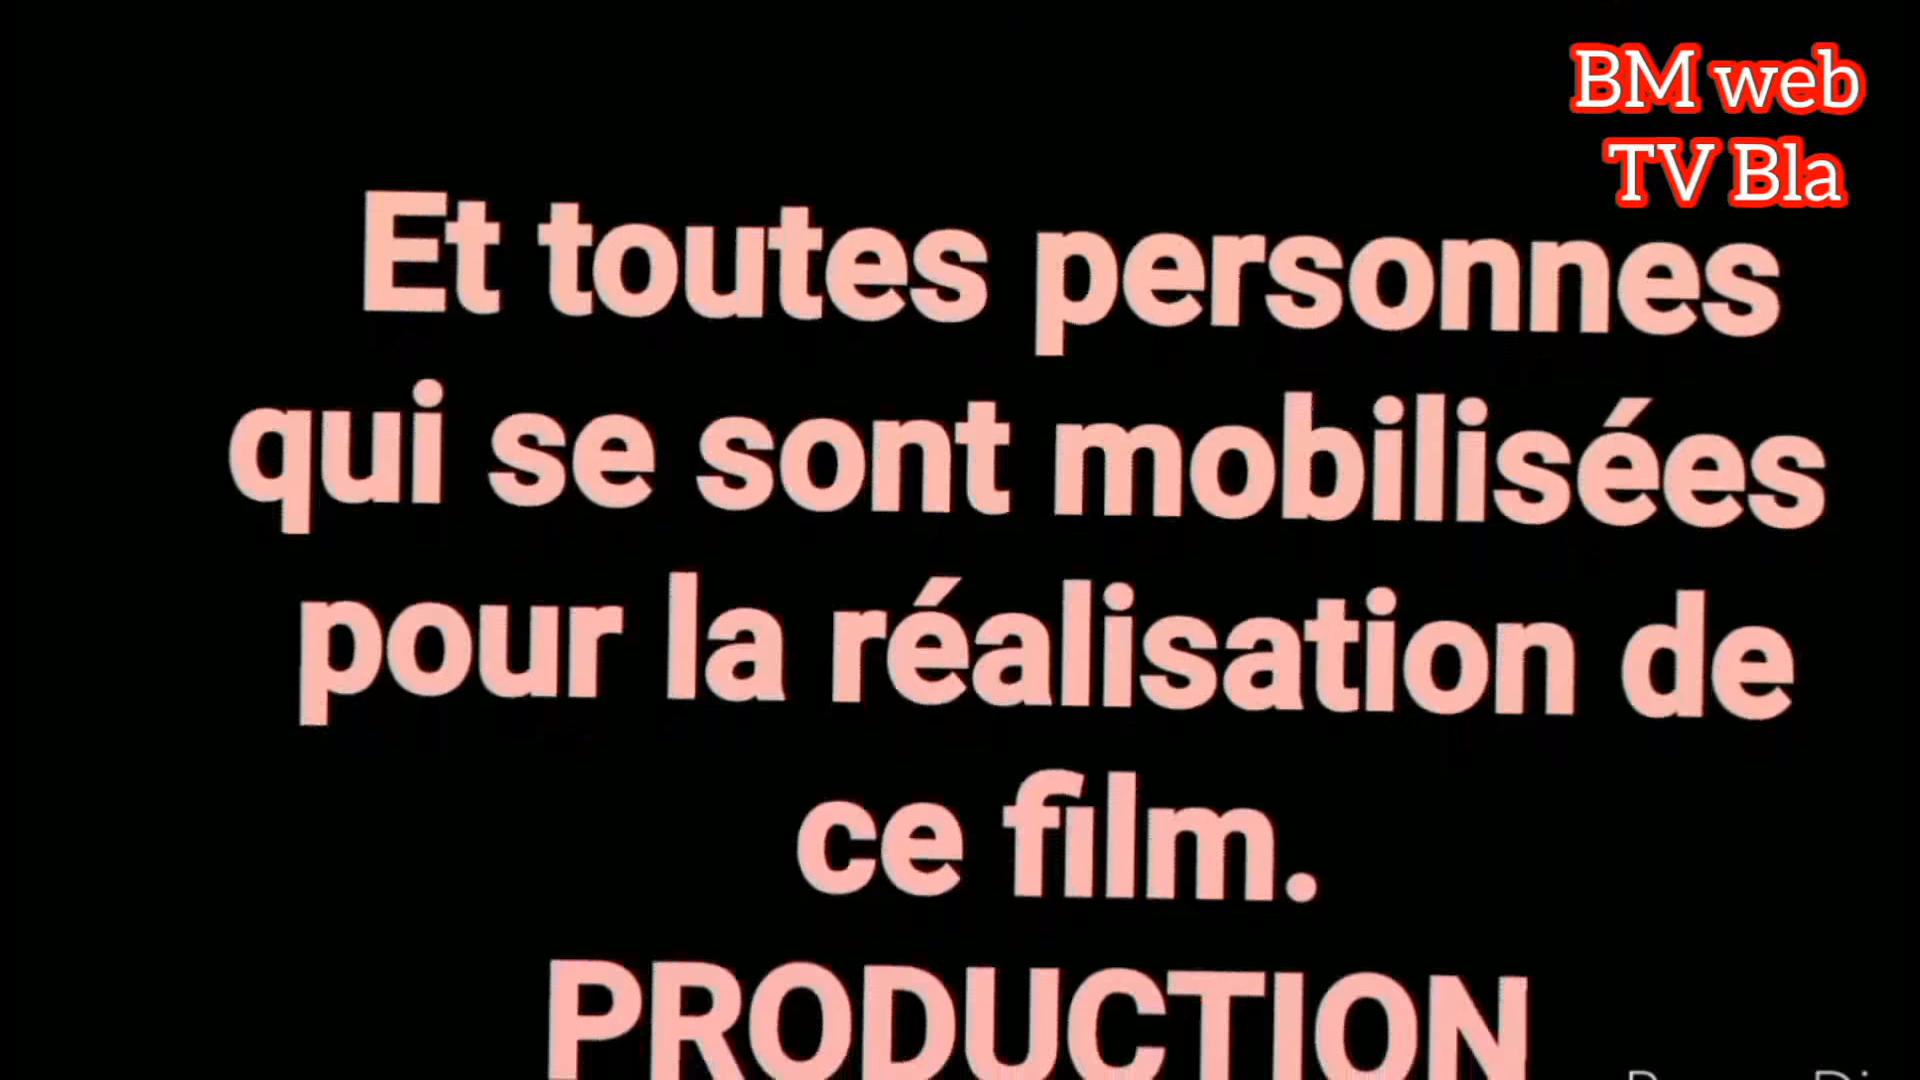 BM web
TV Bla
Et toutes personnes
qui se sont mobilisées
pour la réalisation de
ce film.
PRODUCTION